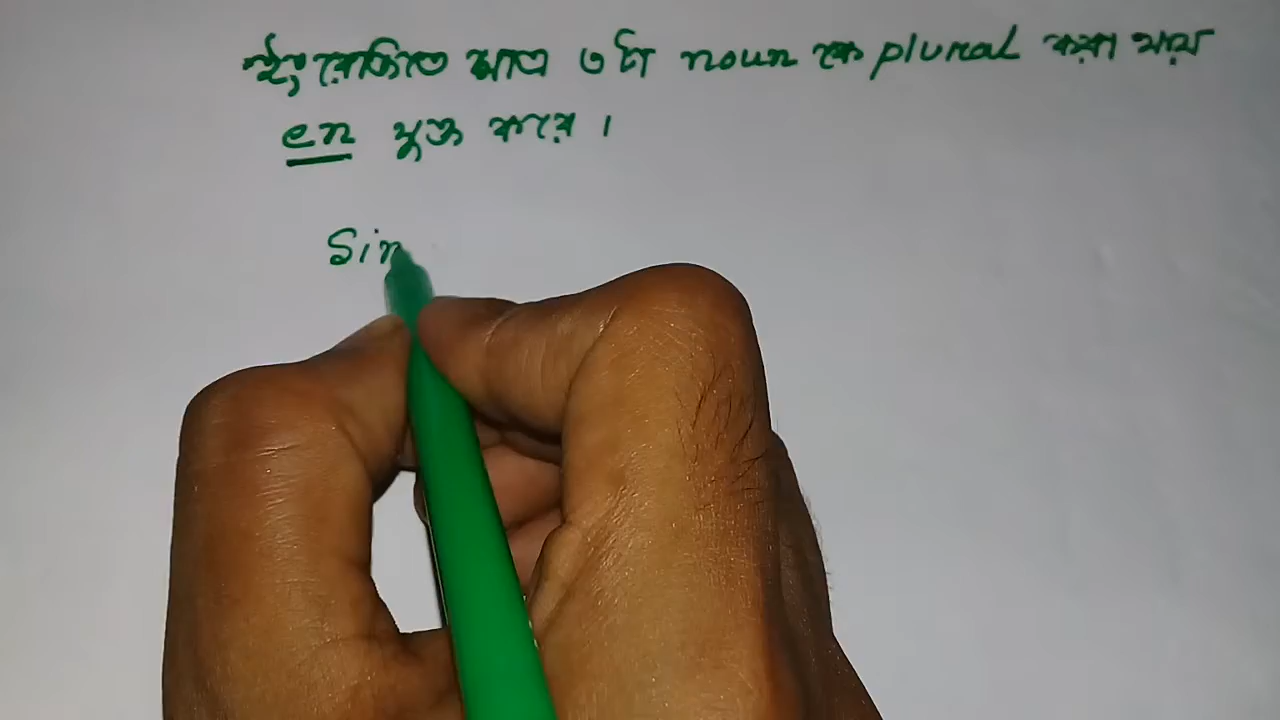 ইংরেজিতে মাত্র ৩টা noun কে plural করা যায়
en যুক্ত করে ।
Sin